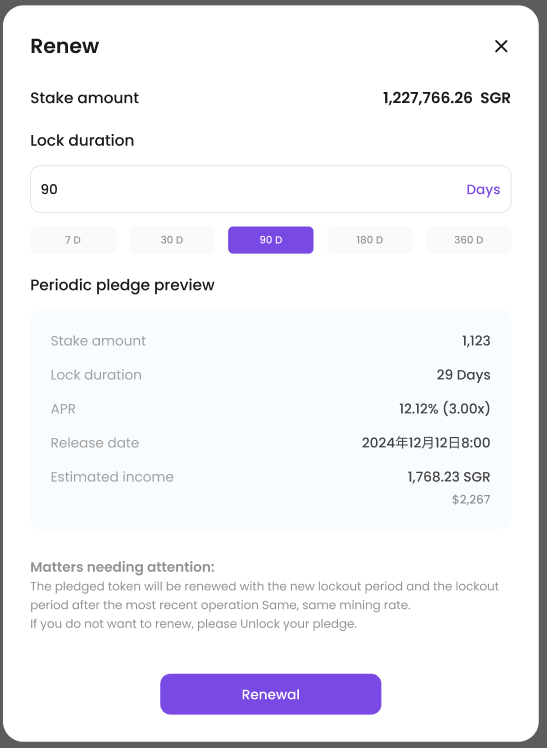 Renew
Stake amount 1,227,766.26 SGR
Lock duration
90 Days
7 D 30 D 90 D 180 D 360 D
Periodic pledge preview
Stake amount 1,123
Lock duration 29 Days
APR 12.12% (3.00x)
Release date 2024年12月12日8:00
Estimated income 1,768.23 SGR
$2,267
Matters needing attention:
The pledged token will be renewed with the new lockout period and the lockout
period after the most recent operation Same, same mining rate.
If you do not want to renew, please Unlock your pledge.
Renewal